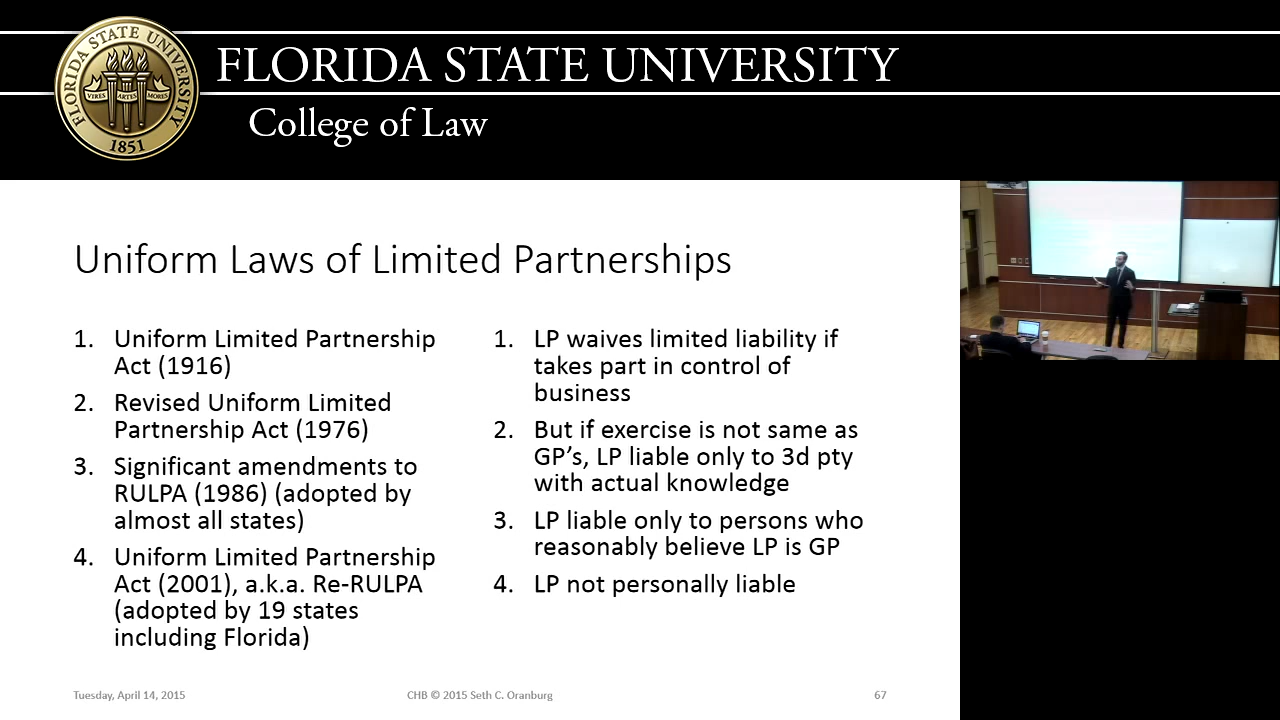 FLORIDA STATE UNIVERSITY
College of Law
FLORIDA STATE UNIVERSITY
VIRES ARTES MORES
1851
Uniform Laws of Limited Partnerships
1. Uniform Limited Partnership
Act (1916)
2. Revised Uniform Limited
Partnership Act (1976)
3. Significant amendments to
RULPA (1986) (adopted by
almost all states)
4. Uniform Limited Partnership
Act (2001), a.k.a. Re-RULPA
(adopted by 19 states
including Florida)
1. LP waives limited liability if
takes part in control of
business
2. But if exercise is not same as
GP’s, LP liable only to 3d pty
with actual knowledge
3. LP liable only to persons who
reasonably believe LP is GP
4. LP not personally liable
Tuesday, April 14, 2015
CHB © 2015 Seth C. Oranburg
67